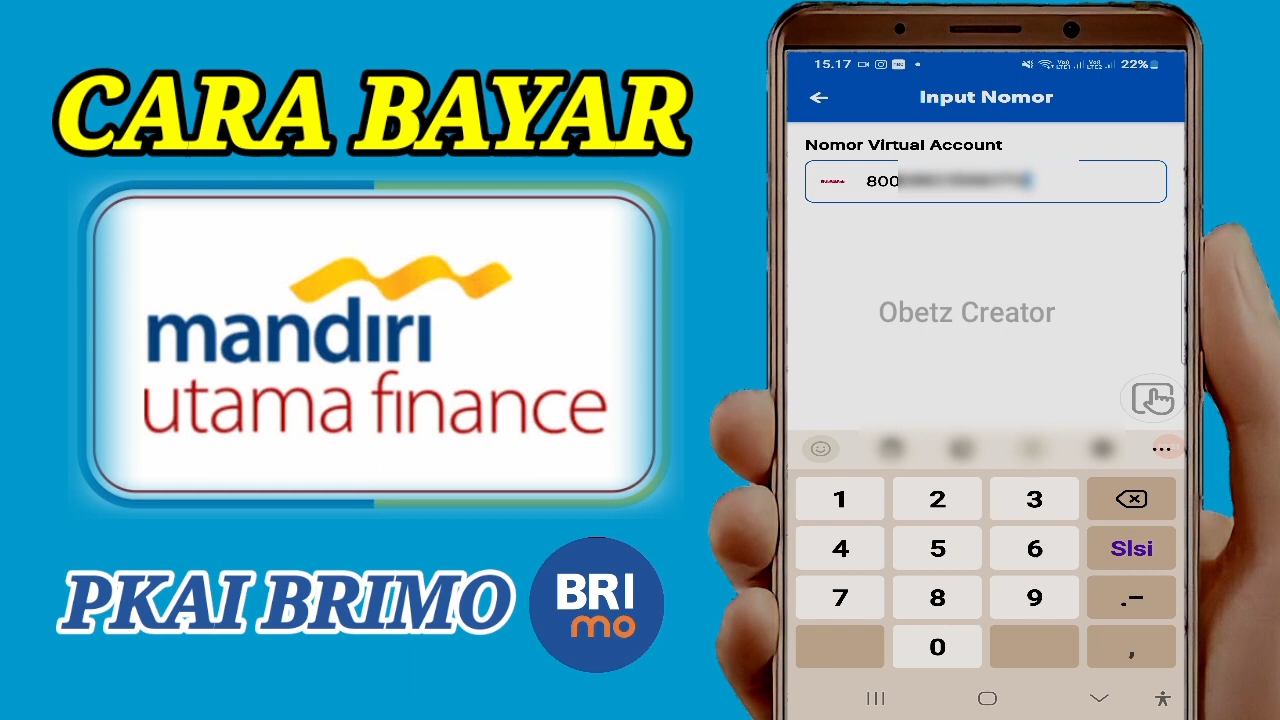 CARA BAYAR
mandiri
utama finance
PKAI BRIMO
BRI
mo
15.17
22%
Input Nomor
Nomor Virtual Account
800
Obetz Creator
1 2 3
4 5 6 Slsi
7 8 9 .-
0 ,